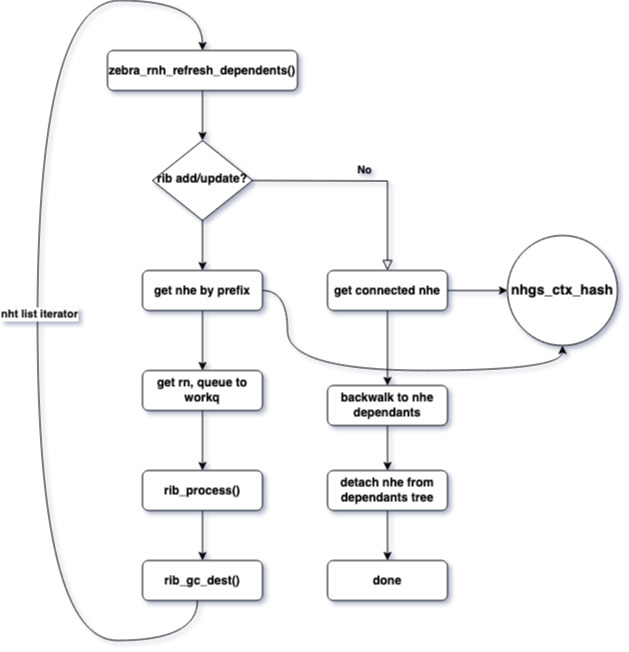 zebra_rnh_refresh_dependents()
rib add/update?
No
get nhe by prefix
get connected nhe
nhgs_ctx_hash
nht list iterator
get rn, queue to
workq
backwalk to nhe
dependants
rib_process()
detach nhe from
dependants tree
rib_gc_dest()
done